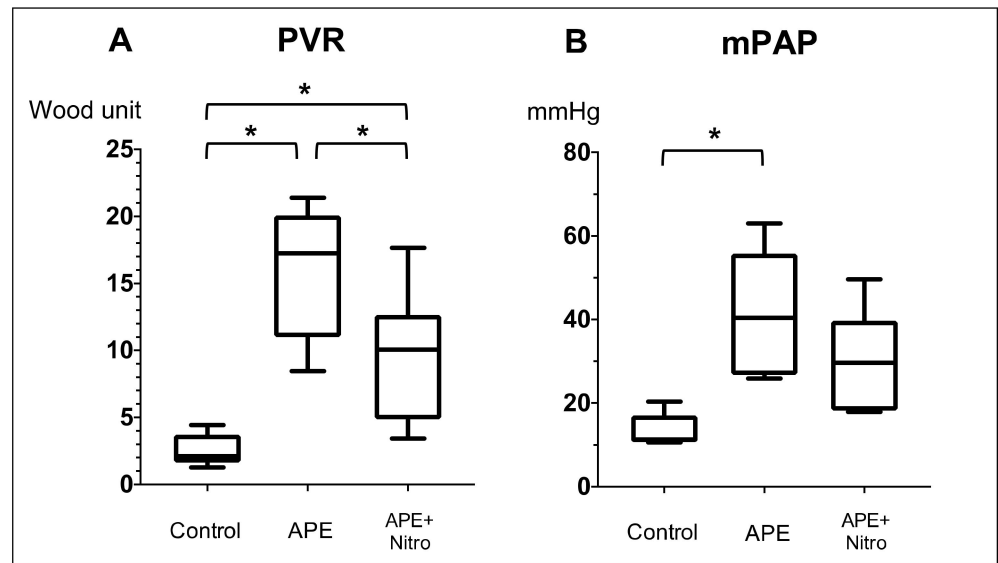 A PVR
Wood unit
*
* *
25
20
15
10
5
0
Control APE APE+
Nitro
B mPAP
mmHg
*
80
60
40
20
0
Control APE APE+
Nitro